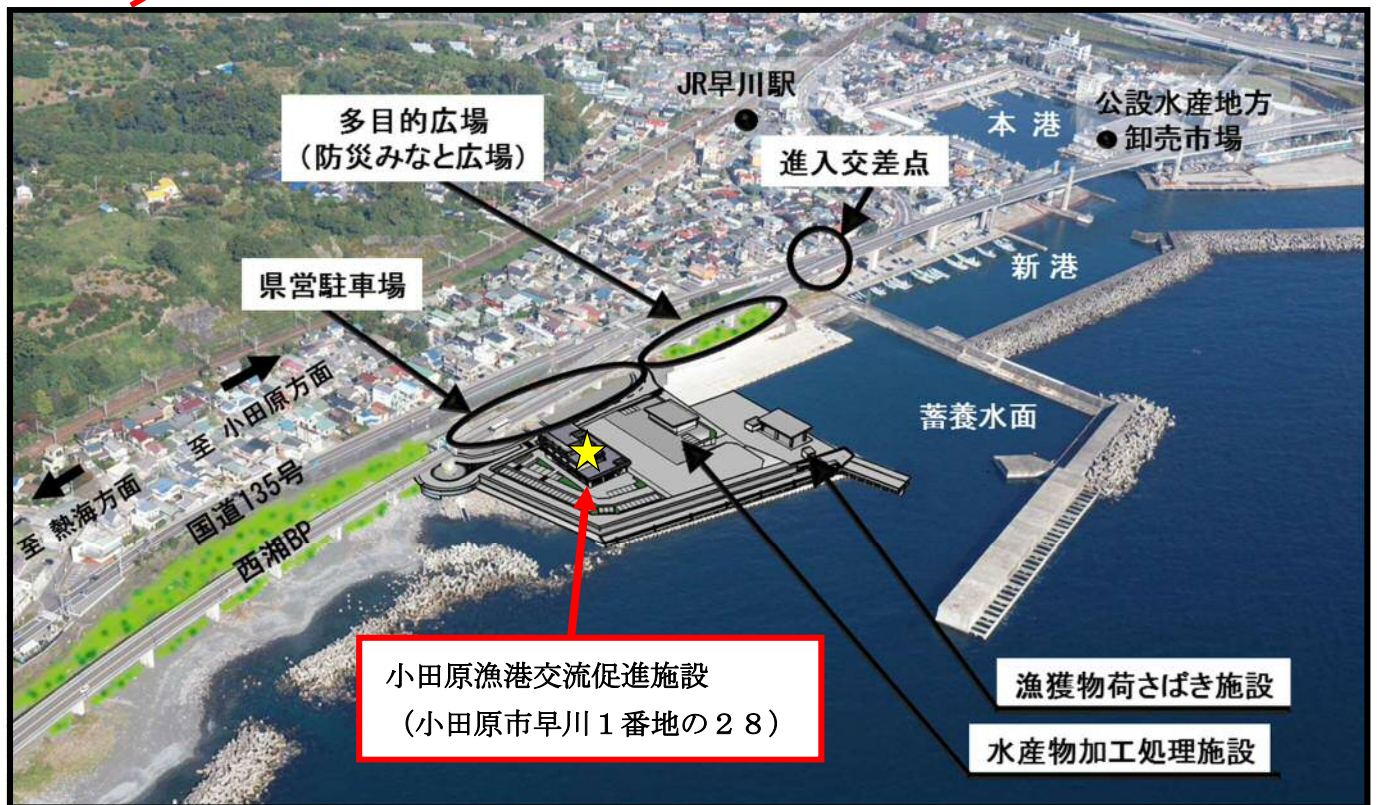 JR早川駅
公設水産地方
卸売市場
本 港
多目的広場
（防災みなと広場）
進入交差点
新 港
県営駐車場
至 小田原方面
蓄養水面
至 熱海方面
国道135号
西湘BP
小田原漁港交流促進施設
（小田原市早川１番地の２８）
漁獲物荷さばき施設
水産物加工処理施設